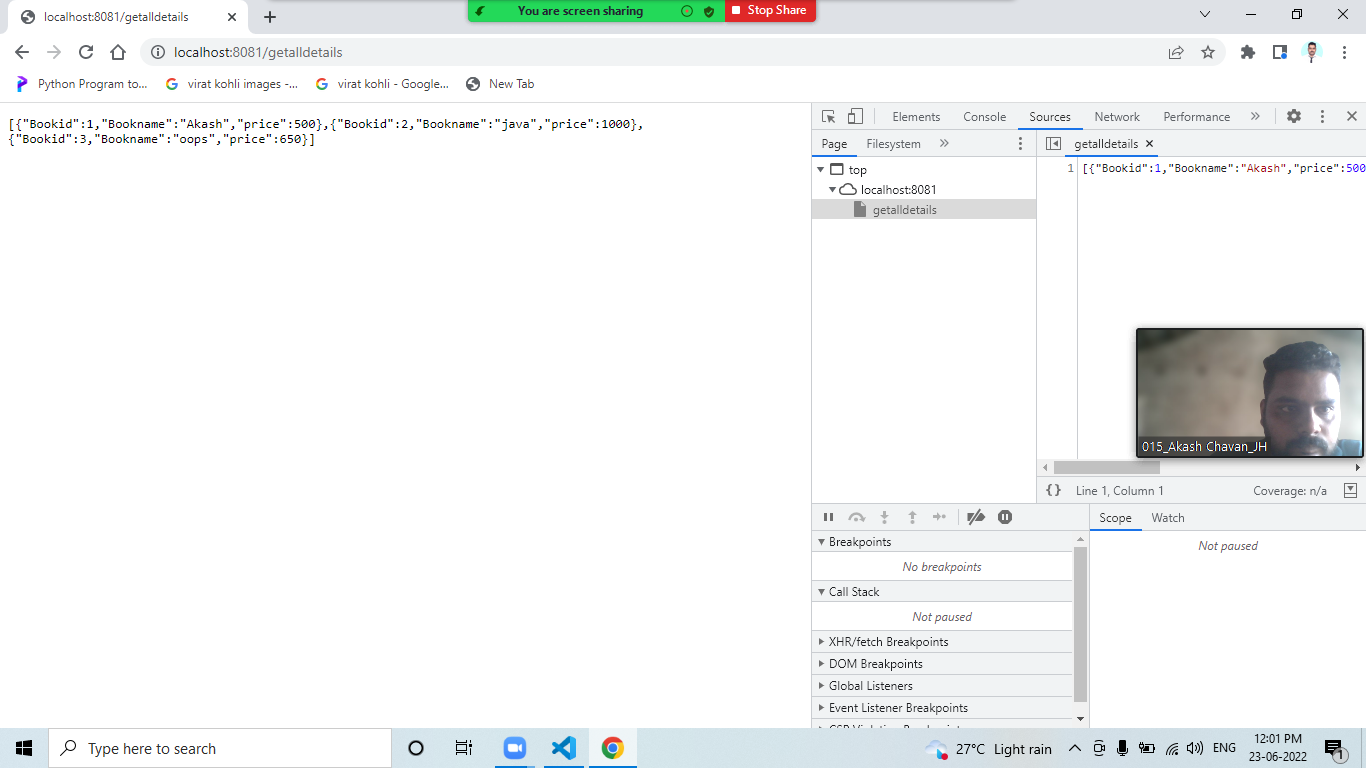 localhost:8081/getalldetails
You are screen sharing
Stop Share
localhost:8081/getalldetails
Python Program to...
virat kohli images -...
virat kohli - Google...
New Tab
[{"Bookid":1,"Bookname":"Akash","price":500},{"Bookid":2,"Bookname":"java","price":1000},
{"Bookid":3,"Bookname":"oops","price":650}]
Elements Console Sources Network Performance »
Page Filesystem »
getalldetails
top
localhost:8081
getalldetails
1 [{"Bookid":1,"Bookname":"Akash","price":500
015_Akash Chavan_JH
{} Line 1, Column 1 Coverage: n/a
Scope Watch
Not paused
Breakpoints
No breakpoints
Call Stack
Not paused
XHR/fetch Breakpoints
DOM Breakpoints
Global Listeners
Event Listener Breakpoints
Type here to search
27°C Light rain
ENG
12:01 PM
23-06-2022
1